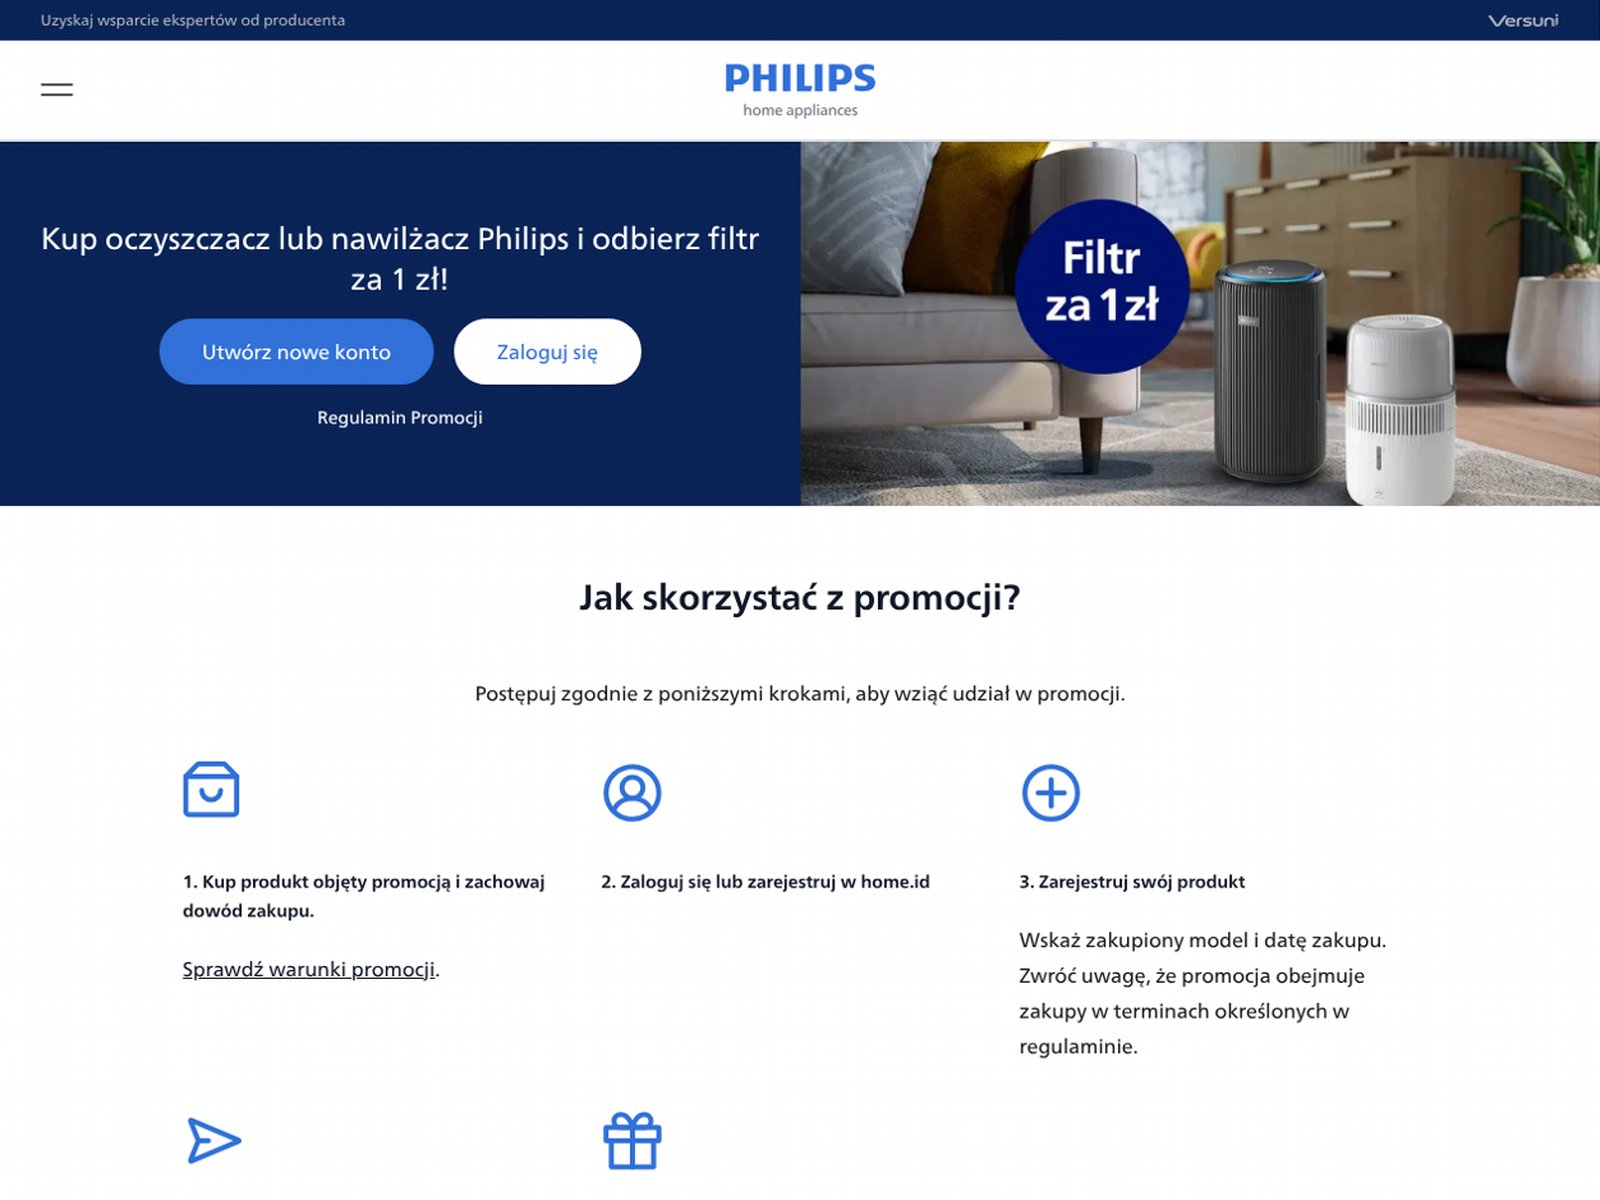 Uzyskaj wsparcie ekspertów od producenta
Versuni
PHILIPS
home appliances
Kup oczyszczacz lub nawilżacz Philips i odbierz filtr
za 1 zł!
Utwórz nowe konto
Zaloguj się
Regulamin Promocji
Filtr
za 1 zł
Jak skorzystać z promocji?
Postępuj zgodnie z poniższymi krokami, aby wziąć udział w promocji.
1. Kup produkt objęty promocją i zachowaj
dowód zakupu.
Sprawdź warunki promocji.
2. Zaloguj się lub zarejestruj w home.id
3. Zarejestruj swój produkt
Wskaż zakupiony model i datę zakupu.
Zwróć uwagę, że promocja obejmuje
zakupy w terminach określonych w
regulaminie.